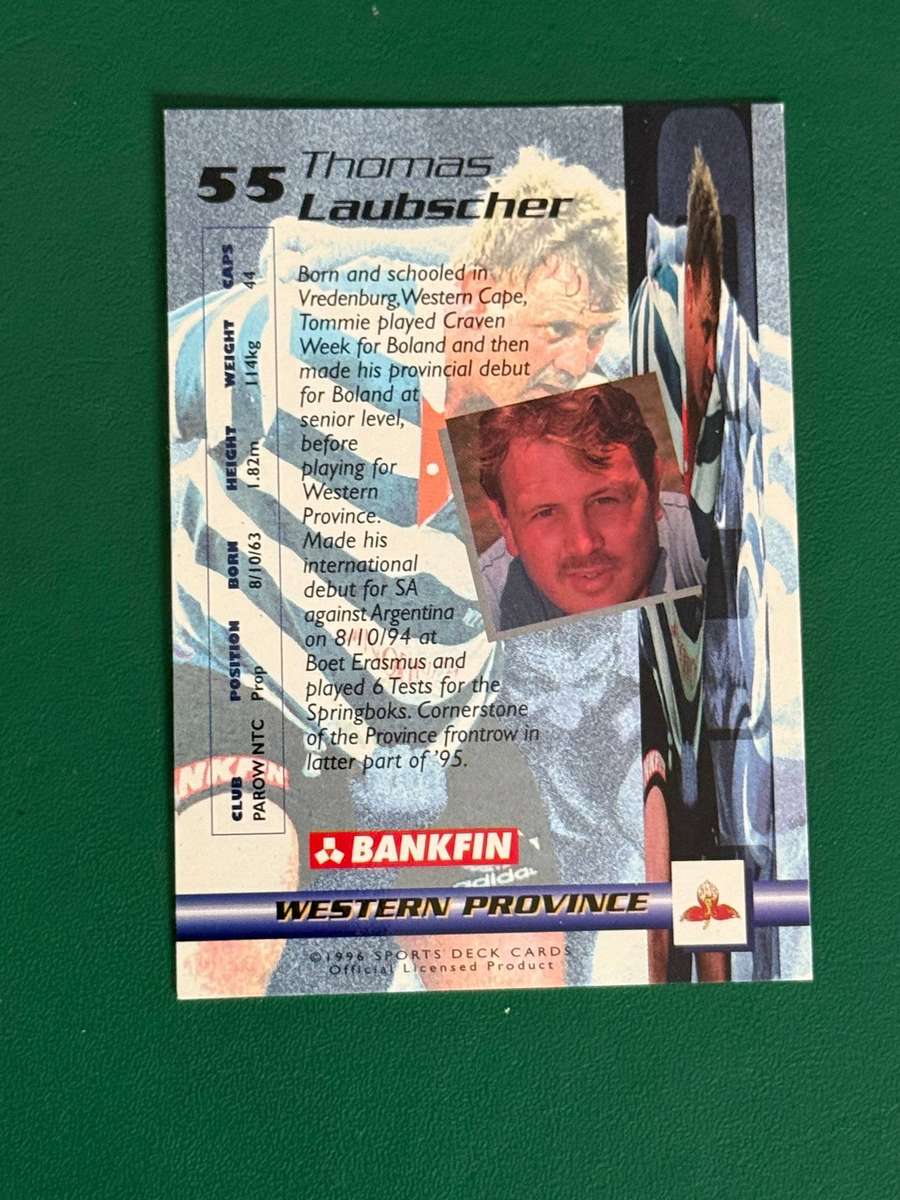 55 Thomas
Laubscher
CLUB POSITION BORN HEIGHT WEIGHT CAPS
PAROW NTC Prop 8/10/63 1.82m 114kg 44
Born and schooled in
Vredenburg,Western Cape,
Tommie played Craven
Week for Boland and then
made his provincial debut
for Boland at
senior level,
before
playing for
Western
Province.
Made his
international
debut for SA
against Argentina
on 8/10/94 at
Boet Erasmus and
played 6 Tests for the
Springboks. Cornerstone
of the Province frontrow in
latter part of '95.
BANKFIN
adidas
WESTERN PROVINCE
©1996 SPORTS DECK CARDS
Official Licensed Product